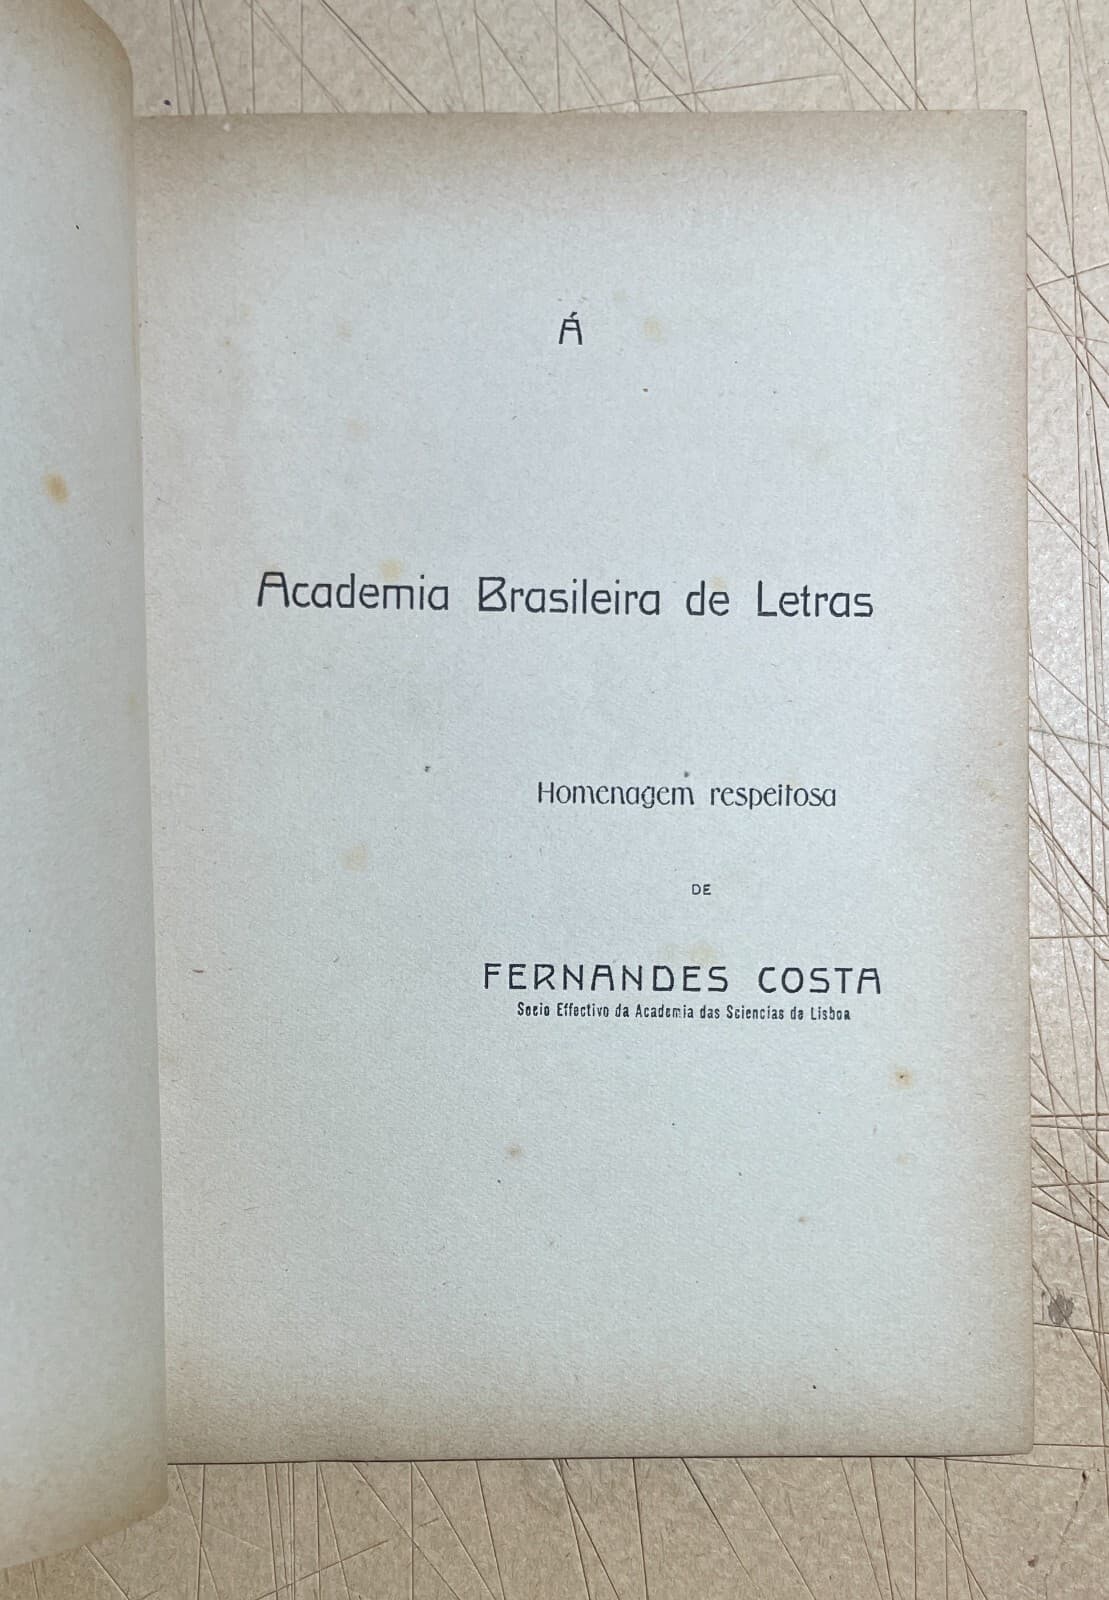 Á
Academia Brasileira de Letras
Homenagem respeitosa
DE
FERNANDES COSTA
Socio Effectivo da Academia das Sciencias de Lisboa